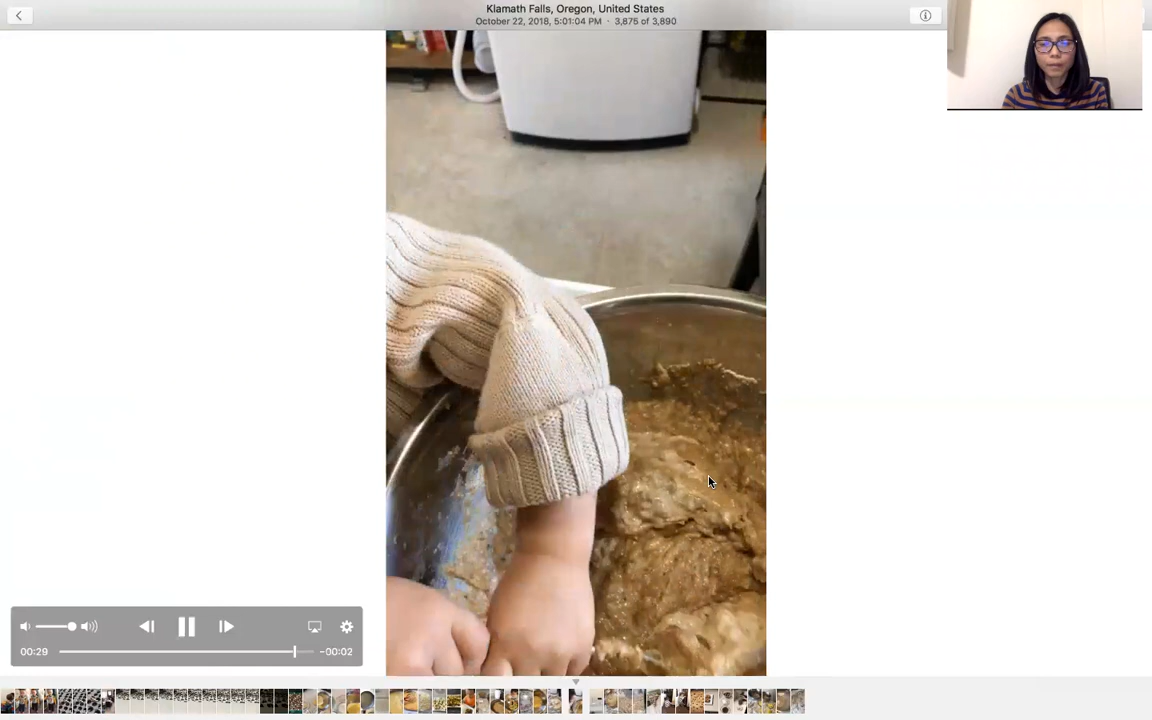 Klamath Falls, Oregon, United States
October 22, 2018, 5:01:04 PM · 3,875 of 3,890
00:29
-00:02